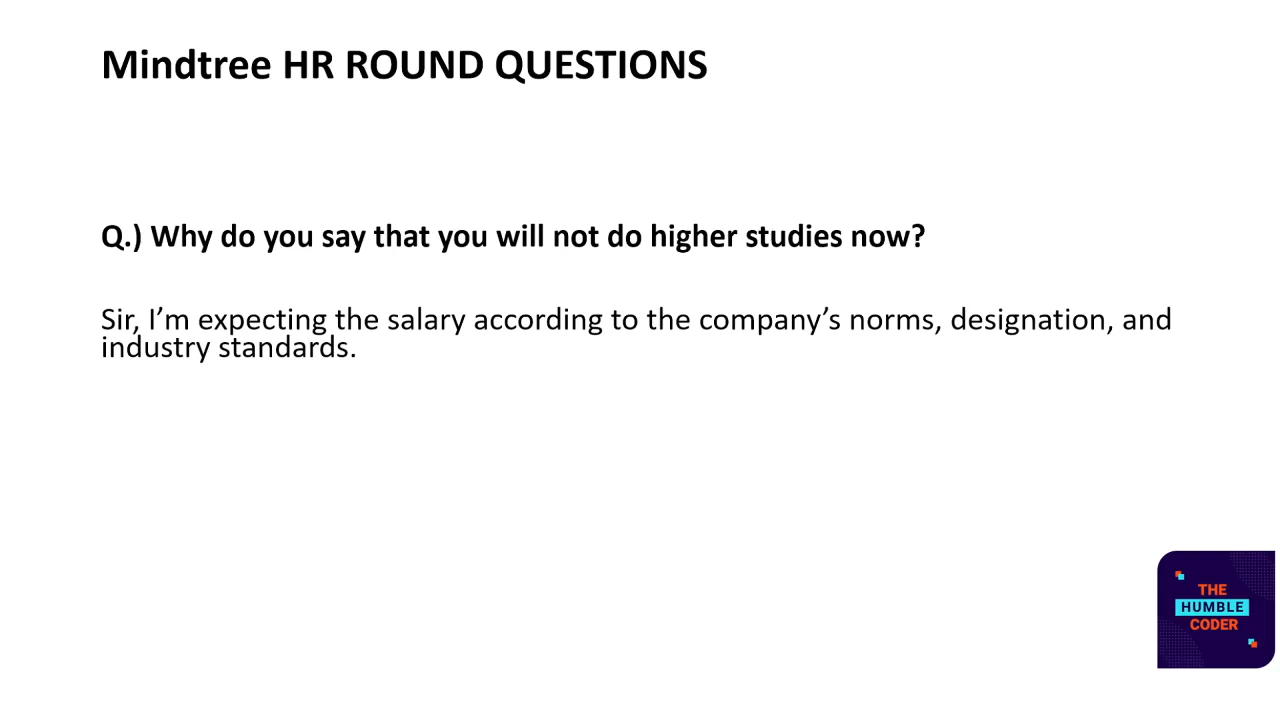 Mindtree HR ROUND QUESTIONS
Q.) Why do you say that you will not do higher studies now?
Sir, I’m expecting the salary according to the company’s norms, designation, and
industry standards.
THE
HUMBLE
CODER